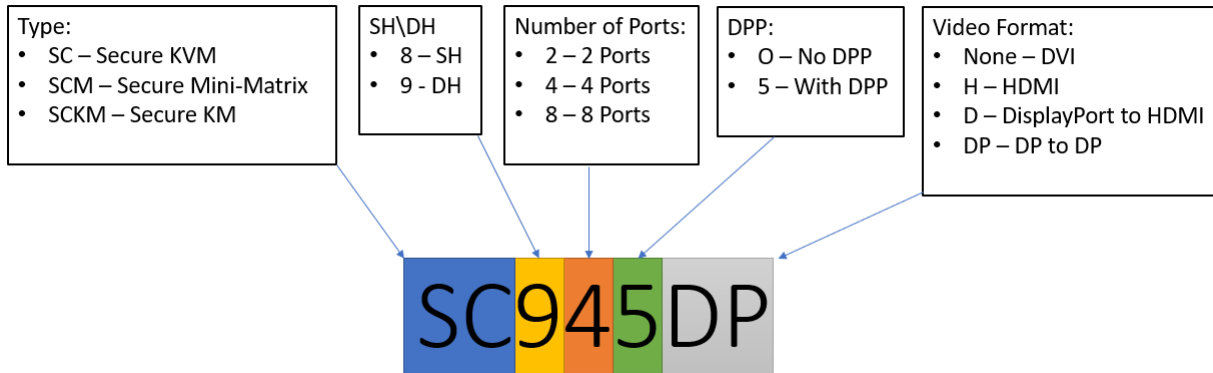 Type:
• SC – Secure KVM
• SCM – Secure Mini-Matrix
• SCKM – Secure KM
SH\DH
• 8 – SH
• 9 - DH
Number of Ports:
• 2 – 2 Ports
• 4 – 4 Ports
• 8 – 8 Ports
DPP:
• O – No DPP
• 5 – With DPP
Video Format:
• None – DVI
• H – HDMI
• D – DisplayPort to HDMI
• DP – DP to DP
SC945DP